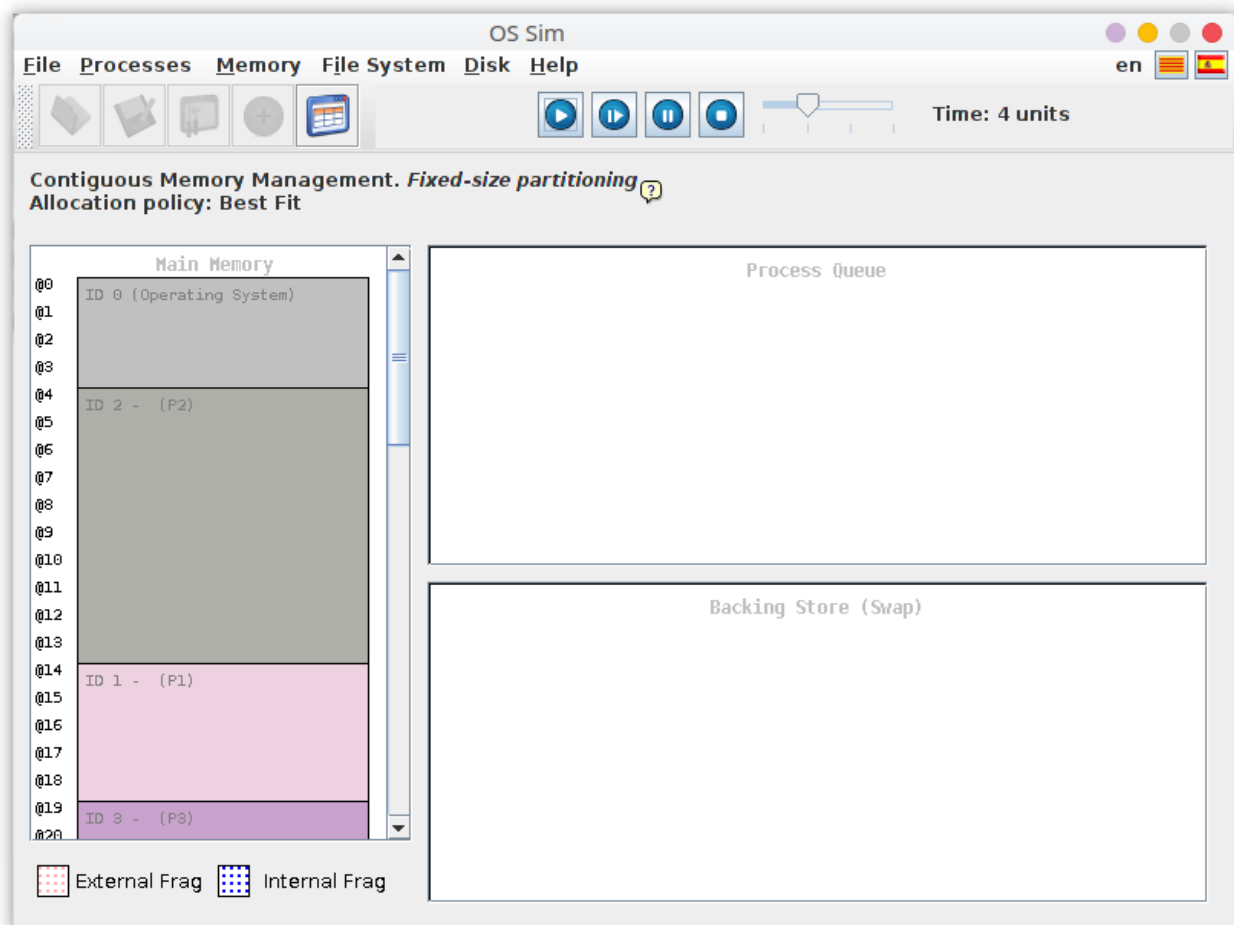 OS Sim
File Processes Memory File System Disk Help en
Time: 4 units
Contiguous Memory Management. Fixed-size partitioning ?
Allocation policy: Best Fit
Main Memory
@0
ID 0 (Operating System)
@1
@2
@3
@4
ID 2 - (P2)
@5
@6
@7
@8
@9
@10
@11
@12
@13
@14
ID 1 - (P1)
@15
@16
@17
@18
@19
ID 3 - (P3)
@20
External Frag Internal Frag
Process Queue
Backing Store (Swap)